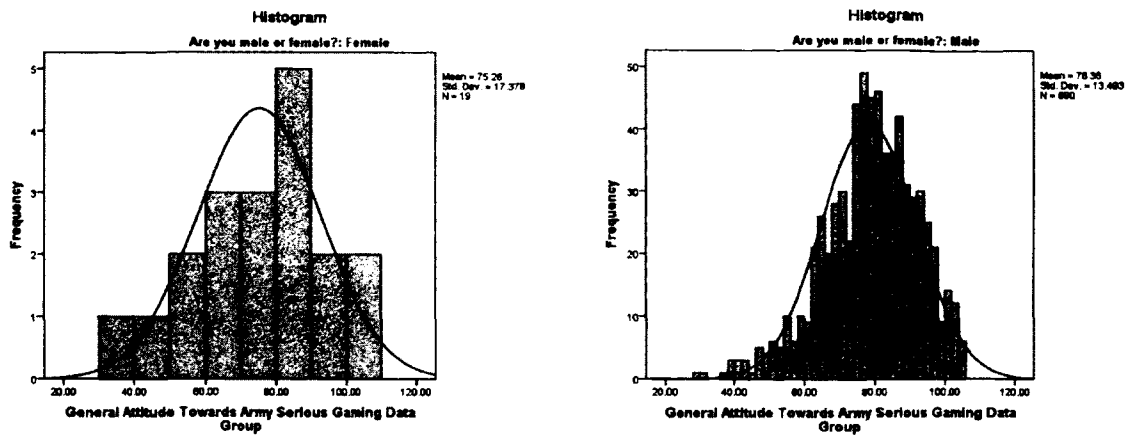 Histogram
Are you male or female?: Female
Mean = 75.26
Std. Dev. = 17.378
N = 19
Frequency
5
4
3
2
1
0
20.00 40.00 60.00 80.00 100.00 120.00
General Attitude Towards Army Serious Gaming Data
Group
Histogram
Are you male or female?: Male
Std. Dev. = 13.493
Frequency
50
40
30
20
10
0
20.00 40.00 60.00 80.00 100.00 120.00
General Attitude Towards Army Serious Gaming Data
Group